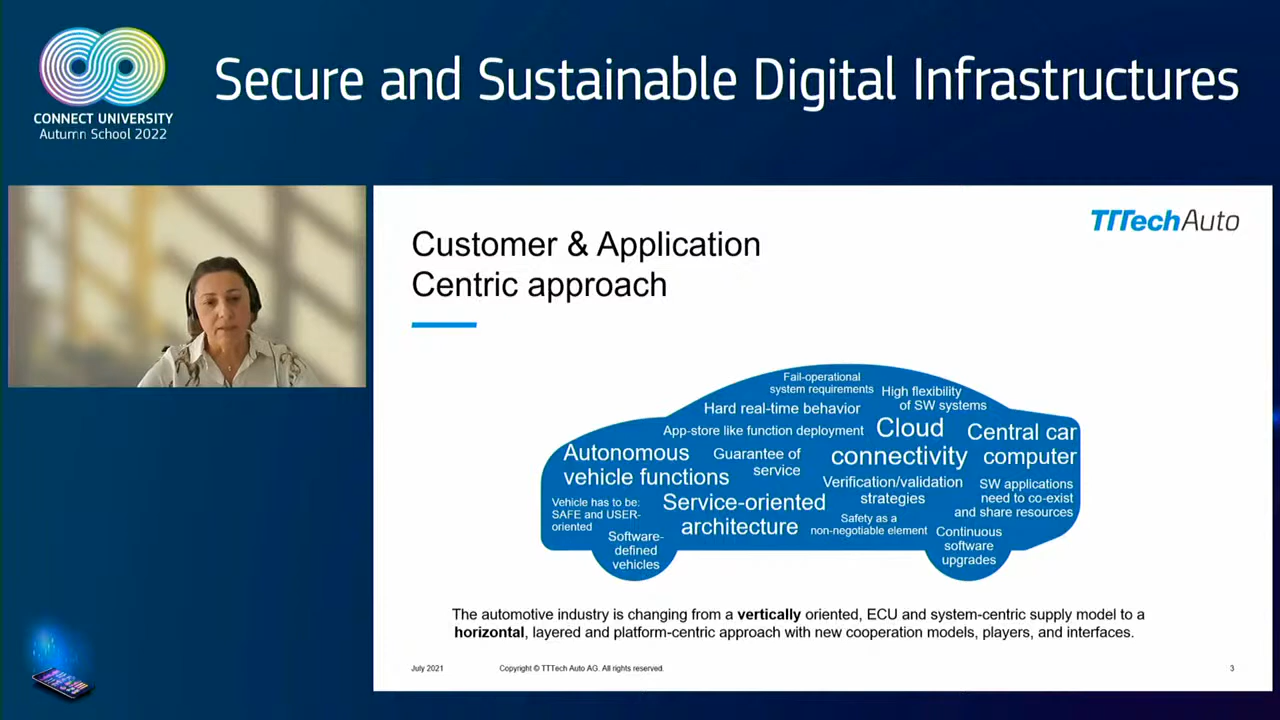 Secure and Sustainable Digital Infrastructures
CONNECT UNIVERSITY
Autumn School 2022
TTTechAuto
Customer & Application
Centric approach
Fail-operational
system requirements
High flexibility
of SW systems
Hard real-time behavior
App-store like function deployment
Cloud
connectivity
Central car
computer
Autonomous
vehicle functions
Guarantee of
service
Verification/validation
strategies
SW applications
need to co-exist
and share resources
Vehicle has to be:
SAFE and USER-
oriented
Service-oriented
architecture
Safety as a
non-negotiable element
Software-
defined
vehicles
Continuous
software
upgrades
The automotive industry is changing from a vertically oriented, ECU and system-centric supply model to a
horizontal, layered and platform-centric approach with new cooperation models, players, and interfaces.
July 2021
Copyright © TTTech Auto AG. All rights reserved.
3